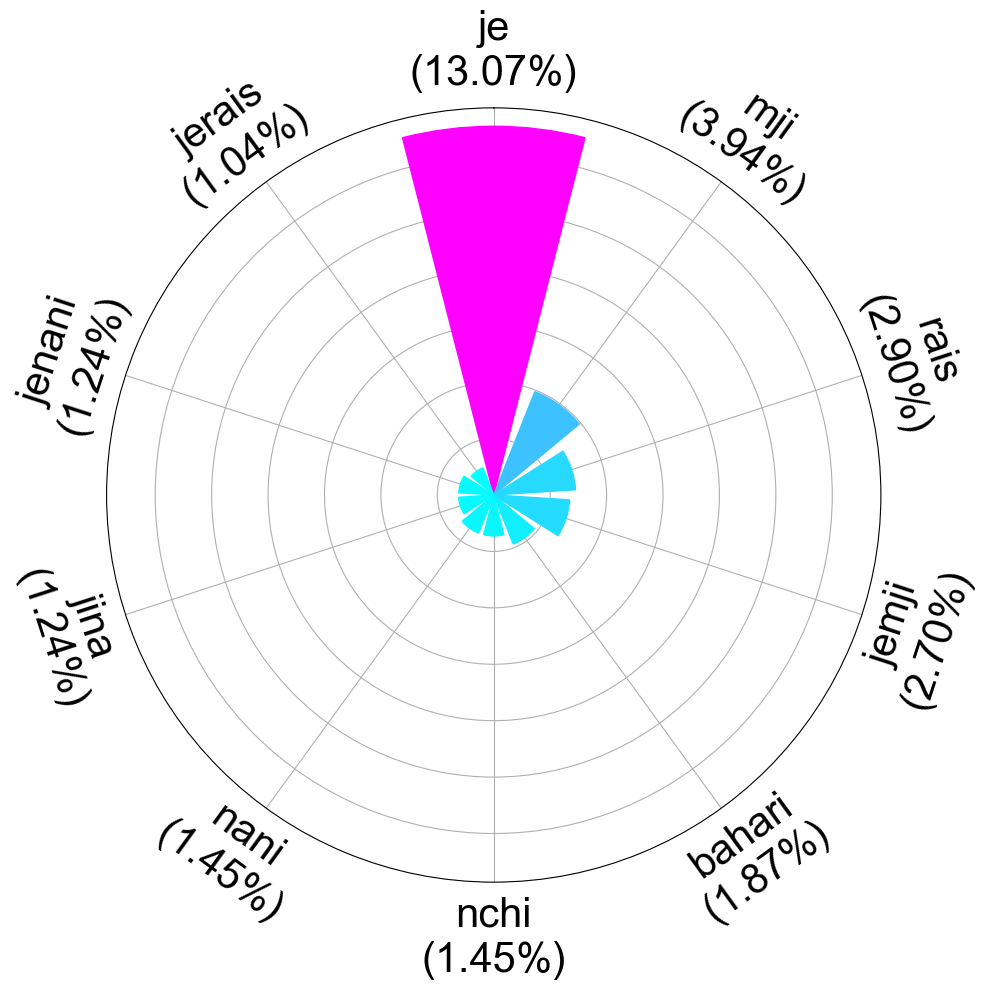 je
(13.07%)
mji
(3.94%)
rais
(2.90%)
jemji
(2.70%)
bahari
(1.87%)
nchi
(1.45%)
nani
(1.45%)
jina
(1.24%)
jenani
(1.24%)
jerais
(1.04%)